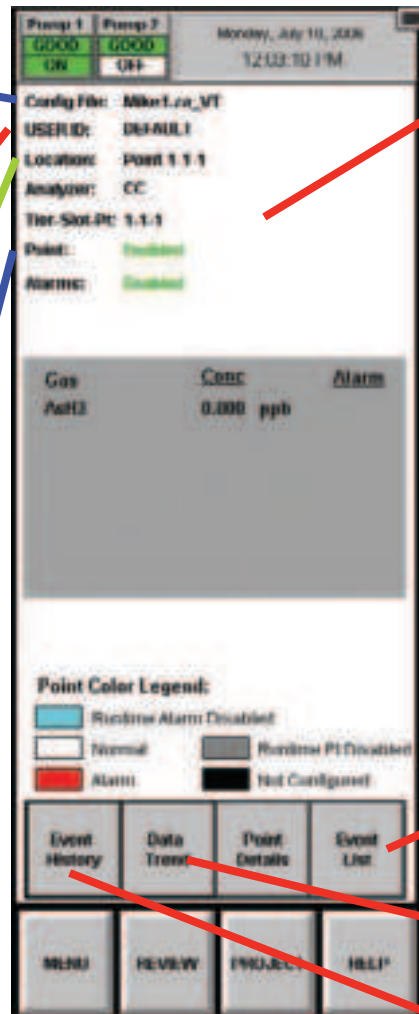 Pump 1 Pump 2
GOOD GOOD
ON OFF
Monday, July 10, 2006
12:03:10 PM
Config File: Mike1.ca_VT
USER ID: DEFAULT
Location: Point 1-1-1
Analyzer: CC
Tier-Slot-Pt: 1-1-1
Point: Enabled
Alarms: Enabled
Gas Conc Alarm
AsH3 0.000 ppb
Point Color Legend:
Runtime Alarm Disabled
Normal Runtime Pt Disabled
Alarm Not Configured
Event History
Data Trend
Point Details
Event List
MENU REVIEW PROJECT HELP